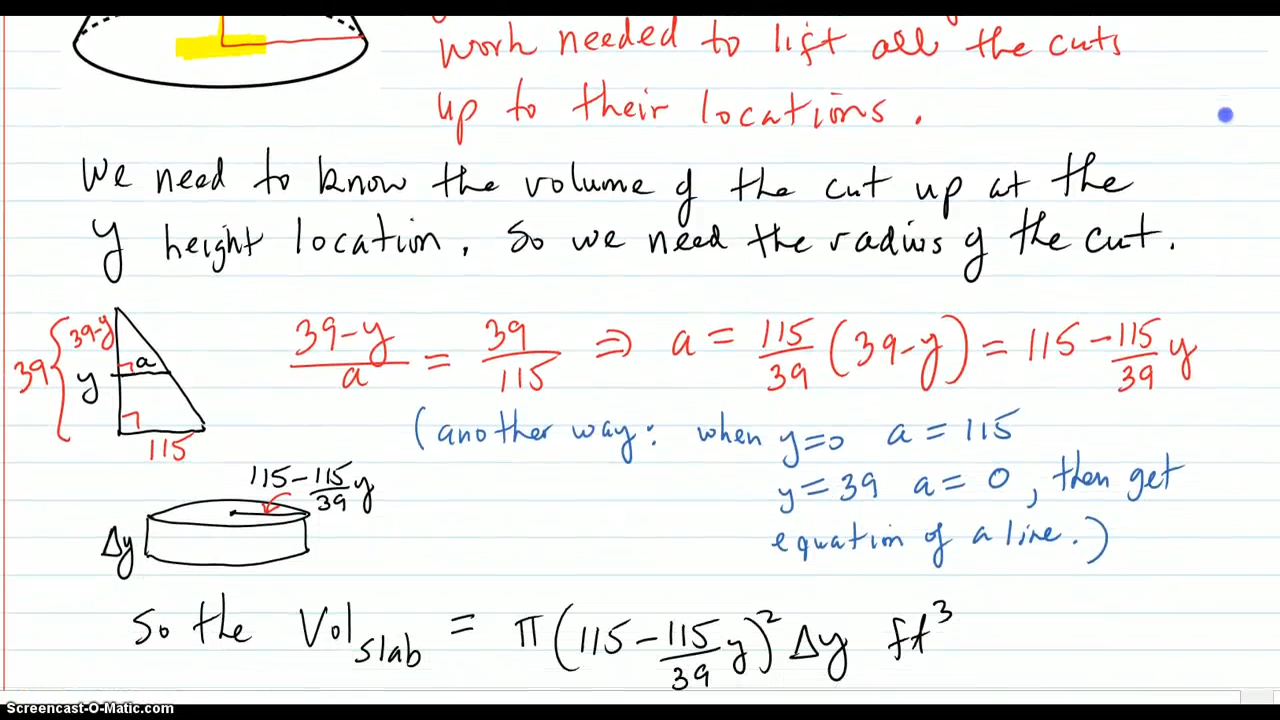 work needed to lift all the cuts
up to their locations.
We need to know the volume of the cut up at the
y height location. So we need the radius of the cut.
39 { 39-y
y
a
115
39-y/a = 39/115 ⇒ a = 115/39 (39-y) = 115 - 115/39 y
(another way: when y=0 a = 115
y = 39 a = 0, then get
equation of a line.)
115 - 115/39 y
Δy
So the Vol slab = π(115 - 115/39 y)² Δy ft³
Screencast-O-Matic.com